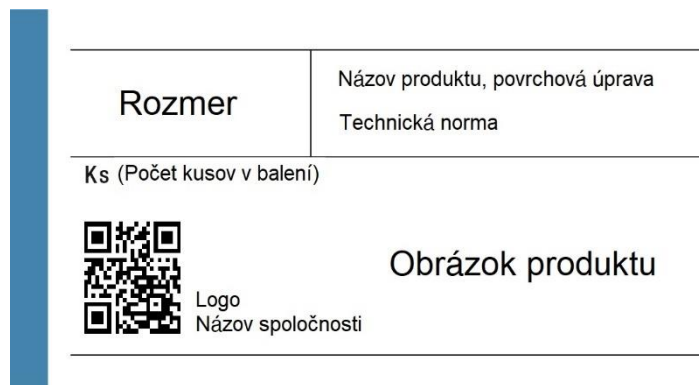 Rozmer
Názov produktu, povrchová úprava
Technická norma
Ks (Počet kusov v balení)
Obrázok produktu
Logo
Názov spoločnosti